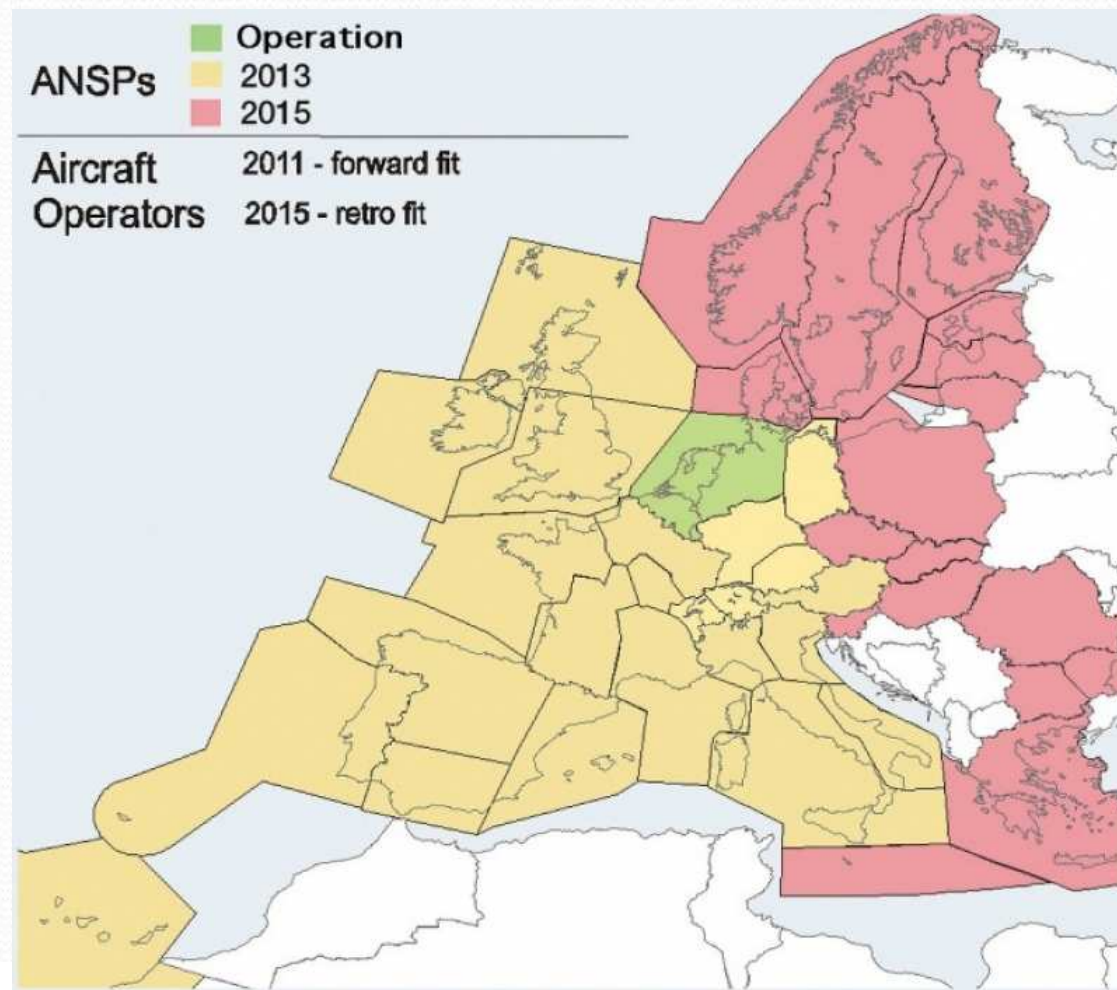 ANSPs
Operation
2013
2015
Aircraft
Operators
2011 - forward fit
2015 - retro fit